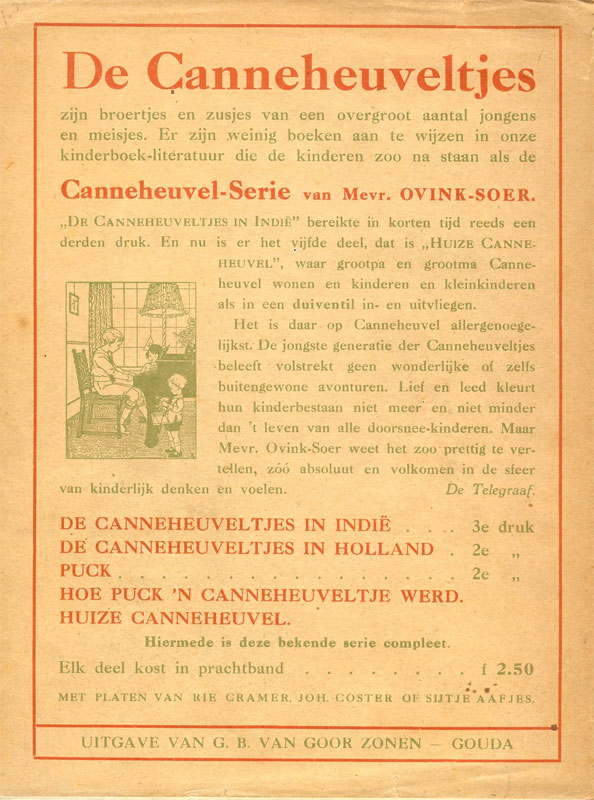 De Canneheuveltjes
zijn broertjes en zusjes van een overgroot aantal jongens
en meisjes. Er zijn weinig boeken aan te wijzen in onze
kinderboek-literatuur die de kinderen zoo na staan als de
Canneheuvel-Serie van Mevr. OVINK-SOER.
„DE CANNEHEUVELTJES IN INDIË” bereikte in korten tijd reeds een
derden druk. En nu is er het vijfde deel, dat is „HUIZE CANNE-
HEUVEL”, waar grootpa en grootma Canne-
heuvel wonen en kinderen en kleinkinderen
als in een duiventil in- en uitvliegen.
Het is daar op Canneheuvel allergenoege-
lijkst. De jongste generatie der Canneheuveltjes
beleeft volstrekt geen wonderlijke of zelfs
buitengewone avonturen. Lief en leed kleurt
hun kinderbestaan niet meer en niet minder
dan ’t leven van alle doorsnee-kinderen. Maar
Mevr. Ovink-Soer weet het zoo prettig te ver-
tellen, zóó absoluut en volkomen in de sfeer
van kinderlijk denken en voelen. De Telegraaf.
DE CANNEHEUVELTJES IN INDIË . . . . 3e druk
DE CANNEHEUVELTJES IN HOLLAND . 2e „
PUCK . . . . . . . . . . . . . . . . . 2e „
HOE PUCK ’N CANNEHEUVELTJE WERD.
HUIZE CANNEHEUVEL.
Hiermede is deze bekende serie compleet.
Elk deel kost in prachtband . . . . . . . . f 2.50
MET PLATEN VAN RIE CRAMER, JOH. COSTER OF SIJTJE AAFJES.
UITGAVE VAN G. B. VAN GOOR ZONEN – GOUDA